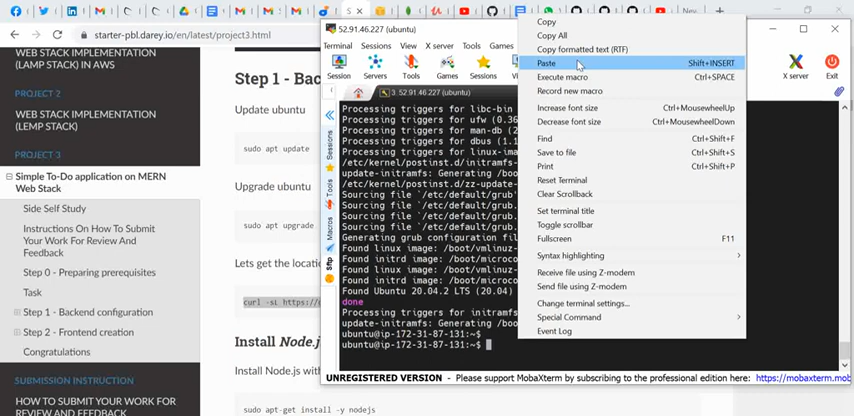 starter-pbl.darey.io/en/latest/project3.html
WEB STACK IMPLEMENTATION
(LAMP STACK) IN AWS
PROJECT 2
WEB STACK IMPLEMENTATION
(LEMP STACK)
PROJECT 3
Simple To-Do application on MERN
Web Stack
Side Self Study
Instructions On How To Submit
Your Work For Review And
Feedback
Step 0 - Preparing prerequisites
Task
Step 1 - Backend configuration
Step 2 - Frontend creation
Congratulations
SUBMISSION INSTRUCTION
HOW TO SUBMIT YOUR WORK FOR
REVIEW AND FEEDBACK
Step 1 - Bac
Update ubuntu
sudo apt update
Upgrade ubuntu
sudo apt upgrade
Lets get the locatio
curl -sL https://
Install Node.j
Install Node.js with
sudo apt-get install -y nodejs
52.91.46.227 (ubuntu)
Terminal Sessions View X server Tools Games
Session Servers Tools Games Sessions
X server Exit
3. 52.91.46.227 (ubuntu)
Sessions
Tools
Macros
Sftp
Processing triggers for libc-bin
Processing triggers for ufw (0.36
Processing triggers for man-db (2
Processing triggers for dbus (1.1
Processing triggers for linux-ima
/etc/kernel/postinst.d/initramfs-
update-initramfs: Generating /bo
/etc/kernel/postinst.d/zz-update-
Sourcing file `/etc/default/grub'
Sourcing file `/etc/default/grub.
Sourcing file `/etc/default/grub.
Generating grub configuration fil
Found linux image: /boot/vmlinuz-
Found initrd image: /boot/microco
Found linux image: /boot/vmlinuz-
Found initrd image: /boot/microco
Found Ubuntu 20.04.2 LTS (20.04)
done
Processing triggers for initramfs
update-initramfs: Generating /boo
ubuntu@ip-172-31-87-131:~$
ubuntu@ip-172-31-87-131:~$
Copy
Copy All
Copy formatted text (RTF)
Paste Shift+INSERT
Execute macro Ctrl+SPACE
Record new macro
Increase font size Ctrl+MousewheelUp
Decrease font size Ctrl+MousewheelDown
Find Ctrl+Shift+F
Save to file Ctrl+Shift+S
Print Ctrl+Shift+P
Reset Terminal
Clear Scrollback
Set terminal title
Toggle scrollbar
Fullscreen F11
Syntax highlighting
Receive file using Z-modem
Send file using Z-modem
Change terminal settings...
Special Command
Event Log
UNREGISTERED VERSION - Please support MobaXterm by subscribing to the professional edition here: https://mobaxterm.mob